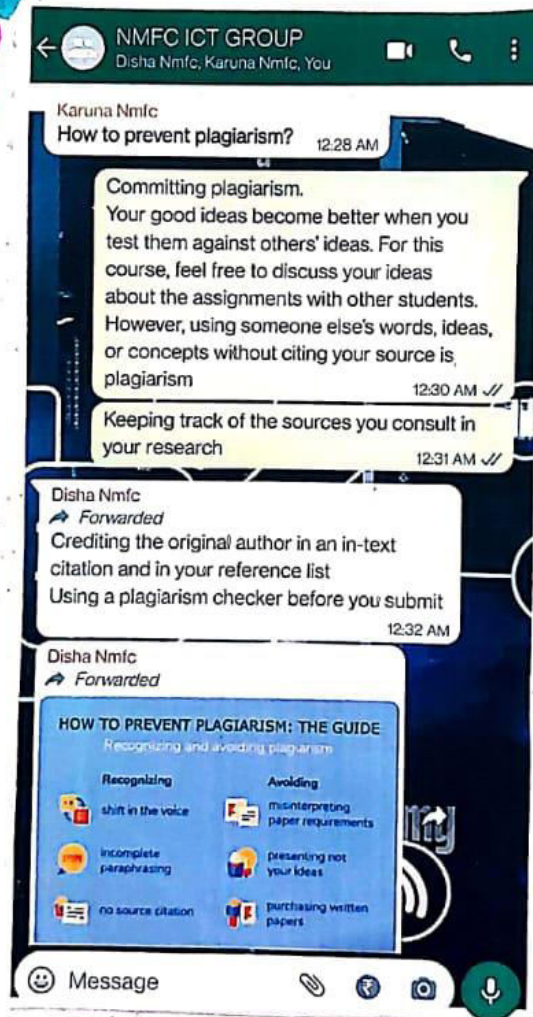 NMFC ICT GROUP
Disha Nmfc, Karuna Nmfc, You
Karuna Nmfc
How to prevent plagiarism? 12:28 AM
Committing plagiarism.
Your good ideas become better when you
test them against others' ideas. For this
course, feel free to discuss your ideas
about the assignments with other students.
However, using someone else's words, ideas,
or concepts without citing your source is
plagiarism
12:30 AM
Keeping track of the sources you consult in
your research
12:31 AM
Disha Nmfc
Forwarded
Crediting the original author in an in-text
citation and in your reference list
Using a plagiarism checker before you submit
12:32 AM
Disha Nmfc
Forwarded
HOW TO PREVENT PLAGIARISM: THE GUIDE
Recognizing and avoiding plagiarism
Recognizing
shift in the voice
incomplete
paraphrasing
no source citation
Avoiding
misinterpreting
paper requirements
presenting not
your ideas
purchasing written
papers
Message